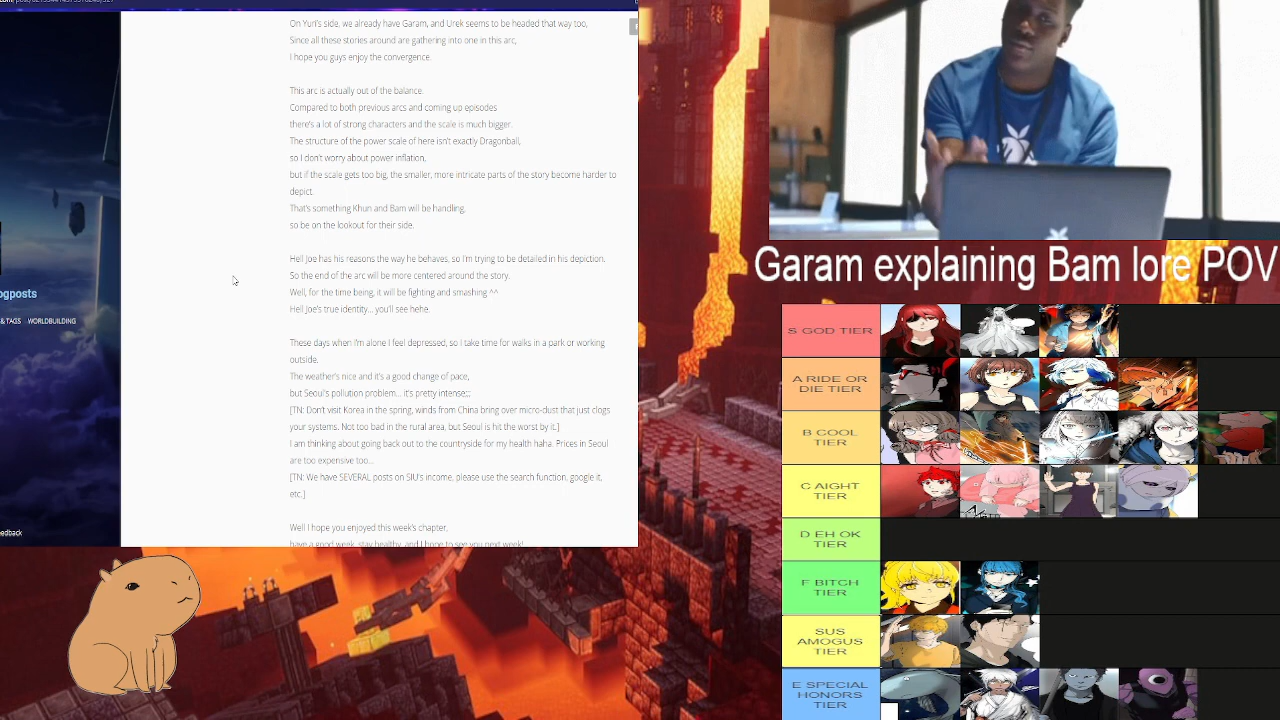 On Yuri's side, we already have Garam, and Urek seems to be headed that way too,
Since all these stories around are gathering into one in this arc,
I hope you guys enjoy the convergence.
This arc is actually out of the balance.
Compared to both previous arcs and coming up episodes
there's a lot of strong characters and the scale is much bigger.
The structure of the power scale of here isn't exactly Dragonball,
so I don't worry about power inflation,
but if the scale gets too big, the smaller, more intricate parts of the story become harder to
depict.
That's something Khun and Bam will be handling,
so be on the lookout for their side.
Hell Joe has his reasons the way he behaves, so I'm trying to be detailed in his depiction.
So the end of the arc will be more centered around the story.
Well, for the time being, it will be fighting and smashing ^^
Hell Joe's true identity... you'll see hehe.
These days when I'm alone I feel depressed, so I take time for walks in a park or working
outside,
The weather's nice and it's a good change of pace,
but Seoul's pollution problem... it's pretty intense;;;
[TN: Don't visit Korea in the spring, winds from China bring over micro-dust that just clogs
your systems. Not too bad in the rural area, but Seoul is hit the worst by it.]
I am thinking about going back out to the countryside for my health haha. Prices in Seoul
are too expensive too...
[TN: We have SEVERAL posts on SIU's income, please use the search function, google it,
etc.]
Well I hope you enjoyed this week's chapter,
have a good week, stay healthy, and I hope to see you next week!
ogposts
& TAGS WORLDBUILDING
edback
Garam explaining Bam lore POV
S GOD TIER
A RIDE OR
DIE TIER
B COOL
TIER
C AIGHT
TIER
D EH OK
TIER
F BITCH
TIER
SUS
AMOGUS
TIER
E SPECIAL
HONORS
TIER